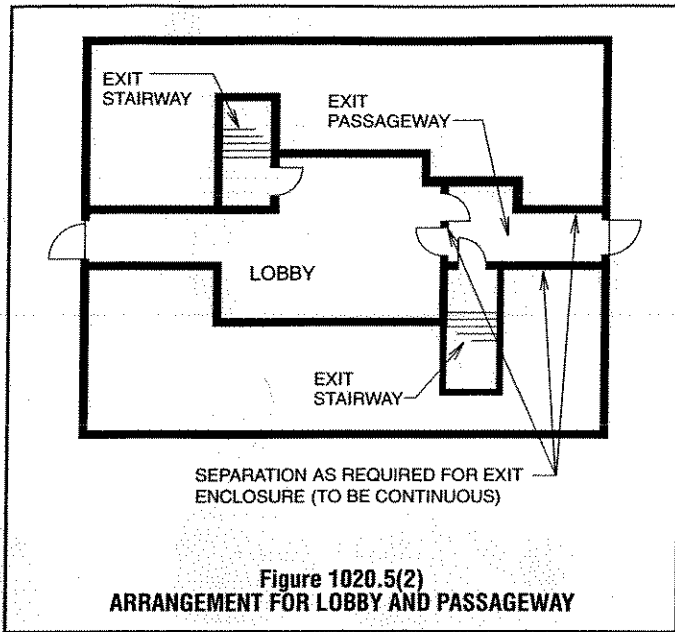 EXIT
STAIRWAY
EXIT
PASSAGEWAY
LOBBY
EXIT
STAIRWAY
SEPARATION AS REQUIRED FOR EXIT
ENCLOSURE (TO BE CONTINUOUS)
Figure 1020.5(2)
ARRANGEMENT FOR LOBBY AND PASSAGEWAY